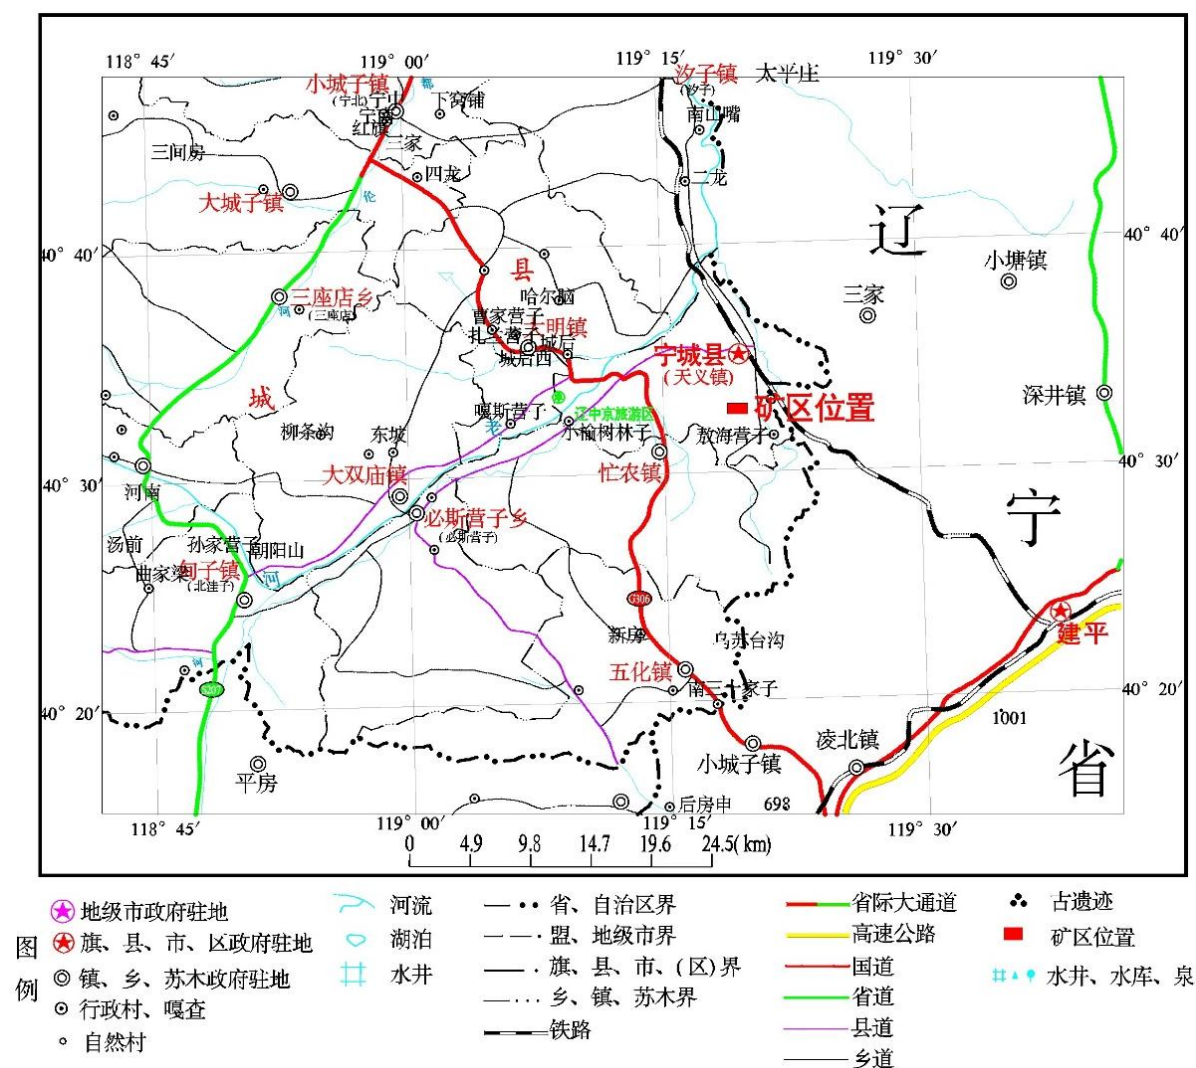 118° 45′
119° 00′
119° 15′
119° 30′
小城子镇
都
汐子镇
(汐子)
太平庄
(宁北)
下窝铺
南山嘴
红旗
三家
三间房
四龙
二龙
大城子镇
伦
辽
40° 40′
40° 40′
县
小塘镇
三座店乡
(三座店)
河
哈尔脑
三家
曹家营子
大明镇
城后
城后西
宁城县
(天义镇)
城
嘎斯营子
辽中京旅游区
矿区位置
深井镇
老
柳条沟
东坡
小榆树林子
敖海营子
40° 30′
大双庙镇
忙农镇
40° 30′
河南
必斯营子乡
(必斯营子)
宁
汤前
孙家营子
朝阳山
曲家梁
甸子镇
(北洼子)
河
G306
新房
乌苏台沟
建平
河
五化镇
S207
南三十家子
40° 20′
40° 20′
1001
平房
小城子镇
凌北镇
省
后房申
698
118° 45′
119° 00′
119° 15′
119° 30′
0 4.9 9.8 14.7 19.6 24.5(km)
图例
地级市政府驻地
旗、县、市、区政府驻地
镇、乡、苏木政府驻地
行政村、嘎查
自然村
河流
湖泊
水井
省、自治区界
盟、地级市界
旗、县、市、(区)界
乡、镇、苏木界
铁路
省际大通道
高速公路
国道
省道
县道
乡道
古遗迹
矿区位置
水井、水库、泉